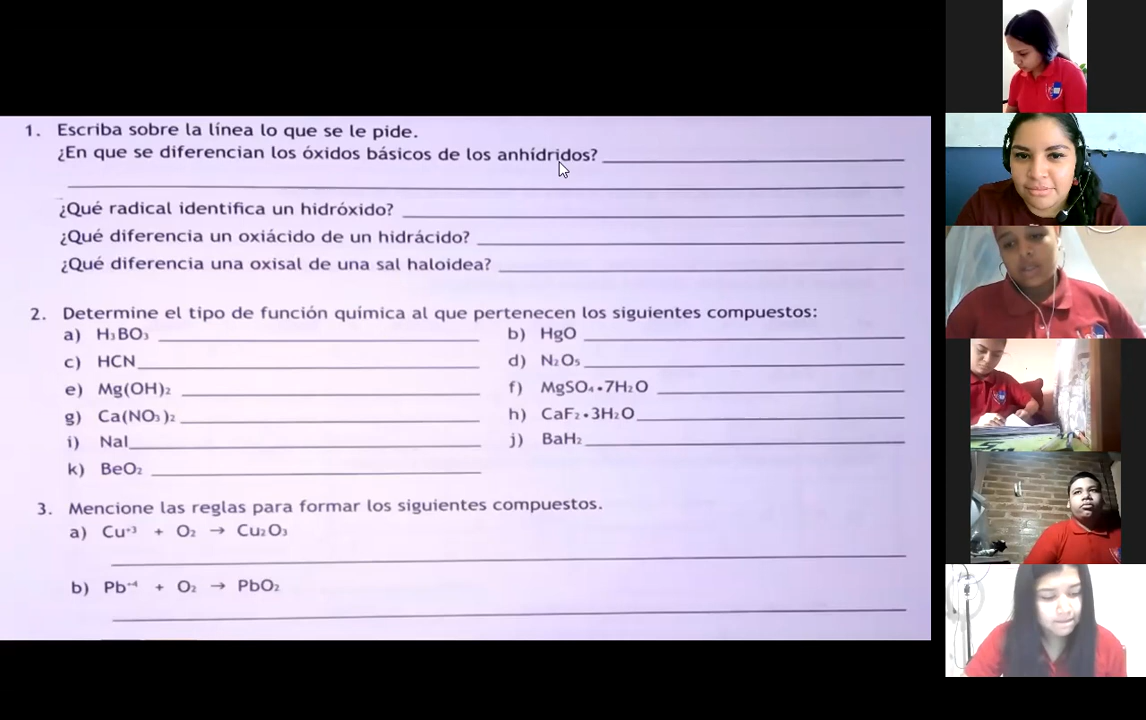 1. Escriba sobre la línea lo que se le pide.
¿En que se diferencian los óxidos básicos de los anhídridos?
¿Qué radical identifica un hidróxido?
¿Qué diferencia un oxiácido de un hidrácido?
¿Qué diferencia una oxisal de una sal haloidea?
2. Determine el tipo de función química al que pertenecen los siguientes compuestos:
a) H₃BO₃ b) HgO
c) HCN d) N₂O₅
e) Mg(OH)₂ f) MgSO₄•7H₂O
g) Ca(NO₃)₂ h) CaF₂•3H₂O
i) NaI j) BaH₂
k) BeO₂
3. Mencione las reglas para formar los siguientes compuestos.
a) Cu⁺³ + O₂ → Cu₂O₃
b) Pb⁺⁴ + O₂ → PbO₂